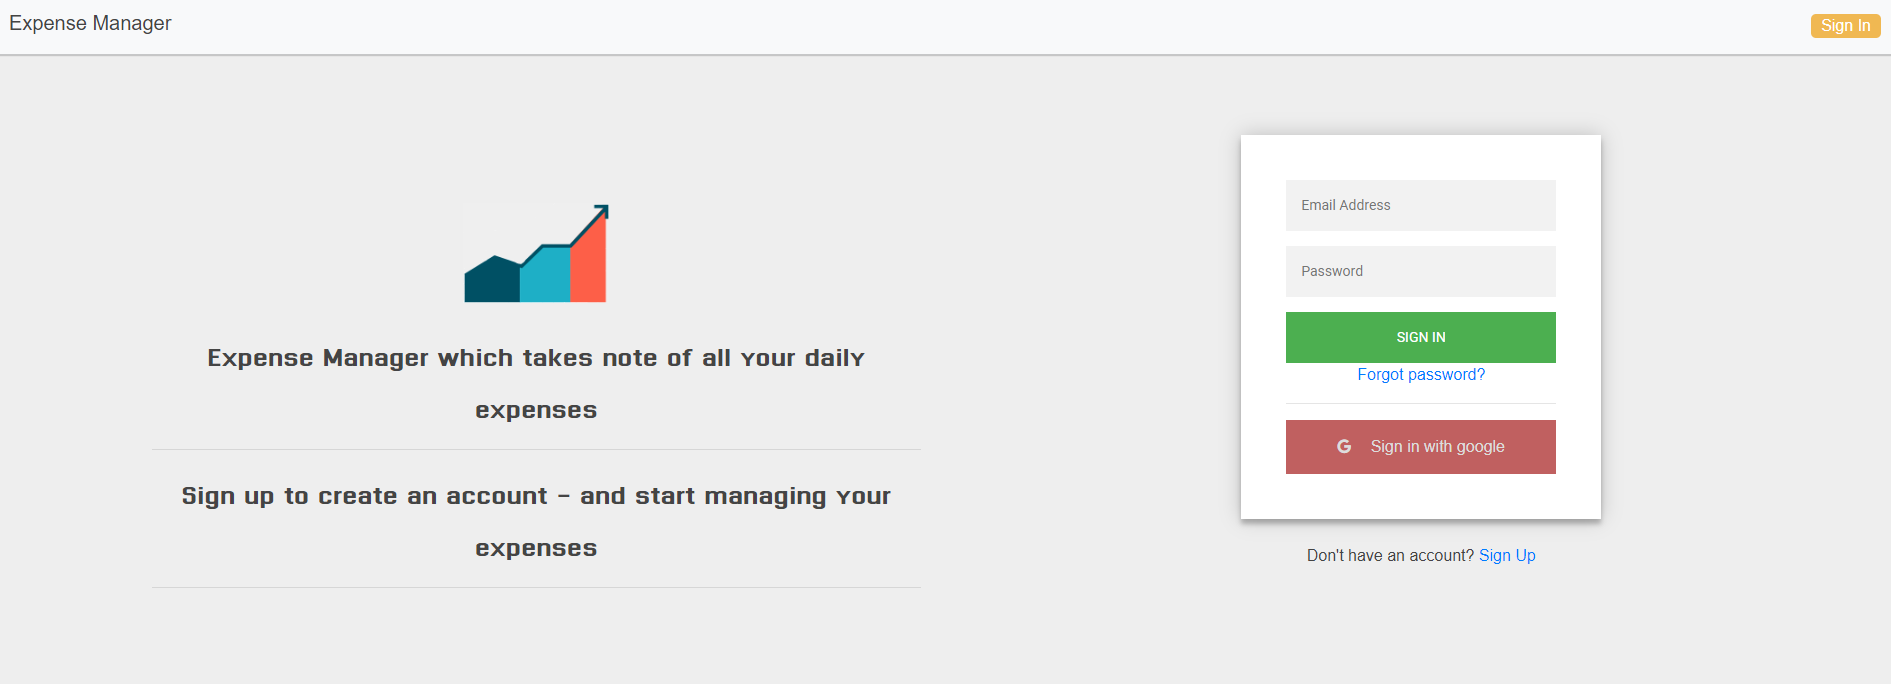 Expense Manager
Sign In
Expense Manager which takes note of all your daily
expenses
Sign up to create an account - and start managing your
expenses
Email Address
Password
SIGN IN
Forgot password?
G Sign in with google
Don't have an account? Sign Up